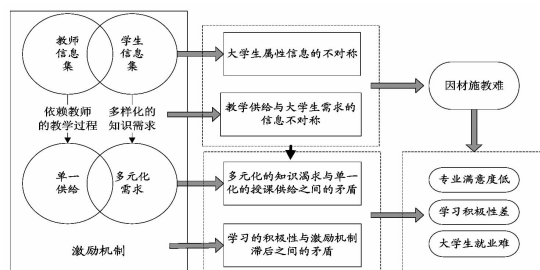 教师
信息
集
学生
信息
集
依赖教师
的教学过程
多样化的
知识需求
单一
供给
多元化
需求
激励机制
大学生属性信息的不对称
教学供给与大学生需求的
信息不对称
多元化的知识渴求与单一
化的授课供给之间的矛盾
学习的积极性与激励机制
滞后之间的矛盾
因材施教难
专业满意度低
学习积极性差
大学生就业难